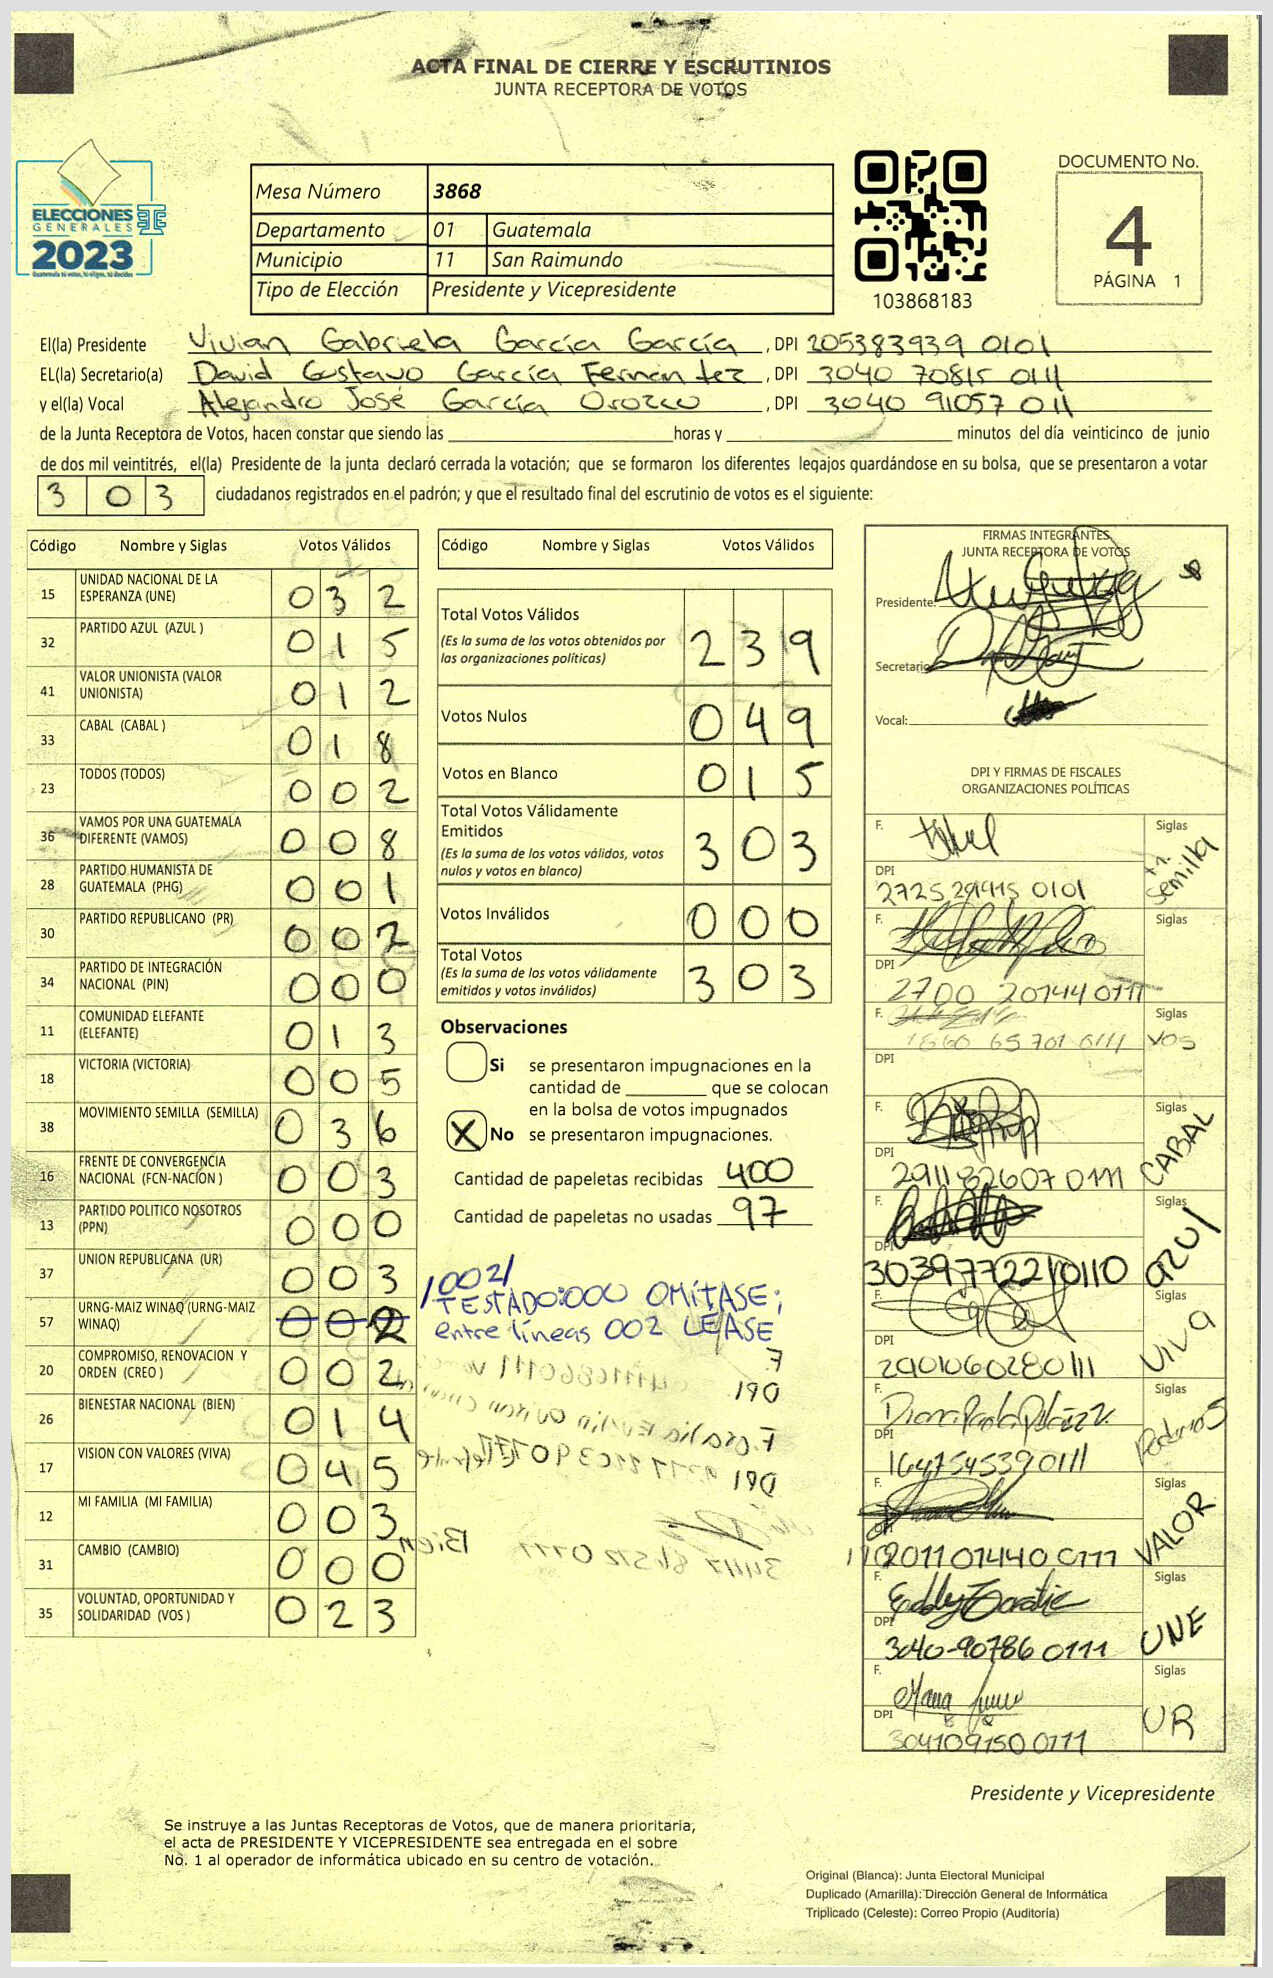 ACTA FINAL DE CIERRE Y ESCRUTINIOS
JUNTA RECEPTORA DE VOTOS
ELECCIONES
GENERALES
2023
Guatemala tú votas, tú eliges, tú decides
Mesa Número 3868
Departamento 01 Guatemala
Municipio 11 San Raimundo
Tipo de Elección Presidente y Vicepresidente
103868183
DOCUMENTO No.
4
PÁGINA 1
El(la) Presidente Vivian Gabriela García García, DPI 205383939 0101
EL(la) Secretario(a) David Gustavo García Fernández, DPI 3040 70815 0111
y el(la) Vocal Alejandro José García Orozco, DPI 3040 91057 011
de la Junta Receptora de Votos, hacen constar que siendo las horas y minutos del día veinticinco de junio
de dos mil veintitrés, el(la) Presidente de la junta declaró cerrada la votación; que se formaron los diferentes legajos guardándose en su bolsa, que se presentaron a votar
3 0 3 ciudadanos registrados en el padrón; y que el resultado final del escrutinio de votos es el siguiente:
Código Nombre y Siglas Votos Válidos
15 UNIDAD NACIONAL DE LA ESPERANZA (UNE) 0 3 2
32 PARTIDO AZUL (AZUL ) 0 1 5
41 VALOR UNIONISTA (VALOR UNIONISTA) 0 1 2
33 CABAL (CABAL ) 0 1 8
23 TODOS (TODOS) 0 0 2
36 VAMOS POR UNA GUATEMALA DIFERENTE (VAMOS) 0 0 8
28 PARTIDO HUMANISTA DE GUATEMALA (PHG) 0 0 1
30 PARTIDO REPUBLICANO (PR) 0 0 2
34 PARTIDO DE INTEGRACIÓN NACIONAL (PIN) 0 0 0
11 COMUNIDAD ELEFANTE (ELEFANTE) 0 1 3
18 VICTORIA (VICTORIA) 0 0 5
38 MOVIMIENTO SEMILLA (SEMILLA) 0 3 6
16 FRENTE DE CONVERGENCIA NACIONAL (FCN-NACION ) 0 0 3
13 PARTIDO POLITICO NOSOTROS (PPN) 0 0 0
37 UNION REPUBLICANA (UR) 0 0 3
57 URNG-MAIZ WINAQ (URNG-MAIZ WINAQ) 0 0 2
20 COMPROMISO, RENOVACION Y ORDEN (CREO ) 0 0 2
26 BIENESTAR NACIONAL (BIEN) 0 1 4
17 VISION CON VALORES (VIVA) 0 4 5
12 MI FAMILIA (MI FAMILIA) 0 0 3
31 CAMBIO (CAMBIO) 0 0 0
35 VOLUNTAD, OPORTUNIDAD Y SOLIDARIDAD (VOS ) 0 2 3
Código Nombre y Siglas Votos Válidos
Total Votos Válidos 2 3 9
(Es la suma de los votos obtenidos por
las organizaciones políticas)
Votos Nulos 0 4 9
Votos en Blanco 0 1 5
Total Votos Válidamente
Emitidos 3 0 3
(Es la suma de los votos válidos, votos
nulos y votos en blanco)
Votos Inválidos 0 0 0
Total Votos 3 0 3
(Es la suma de los votos válidamente
emitidos y votos inválidos)
Observaciones
Si se presentaron impugnaciones en la
cantidad de que se colocan
en la bolsa de votos impugnados
X No se presentaron impugnaciones.
Cantidad de papeletas recibidas 400
Cantidad de papeletas no usadas 97
/002/
TESTADO:000 OMÍTASE;
entre líneas 002 LÉASE
F.
DPI
F.
DPI
Bien
FIRMAS INTEGRANTES
JUNTA RECEPTORA DE VOTOS
Presidente:
Secretario:
Vocal:
DPI Y FIRMAS DE FISCALES
ORGANIZACIONES POLÍTICAS
F. Siglas
Semilla
DPI
2725 29415 0101
F. Siglas
DPI
2700 20144 0111
F. Siglas
1860 65701 0111 VOS
DPI
F. Siglas
CABAL
DPI
2911 82607 0111
F. Siglas
azul
DPI
3039772210110
F. Siglas
Viva
DPI
2901060280111
F. Siglas
Podemos
DPI
1647545390111
F. Siglas
VALOR
DPI
2011 01440 0111
F. Siglas
UNE
DPI
3040-90786 0111
F. Siglas
UR
DPI
304109150 0111
Presidente y Vicepresidente
Se instruye a las Juntas Receptoras de Votos, que de manera prioritaria,
el acta de PRESIDENTE Y VICEPRESIDENTE sea entregada en el sobre
No. 1 al operador de informática ubicado en su centro de votación.
Original (Blanca): Junta Electoral Municipal
Duplicado (Amarilla): Dirección General de Informática
Triplicado (Celeste): Correo Propio (Auditoría)